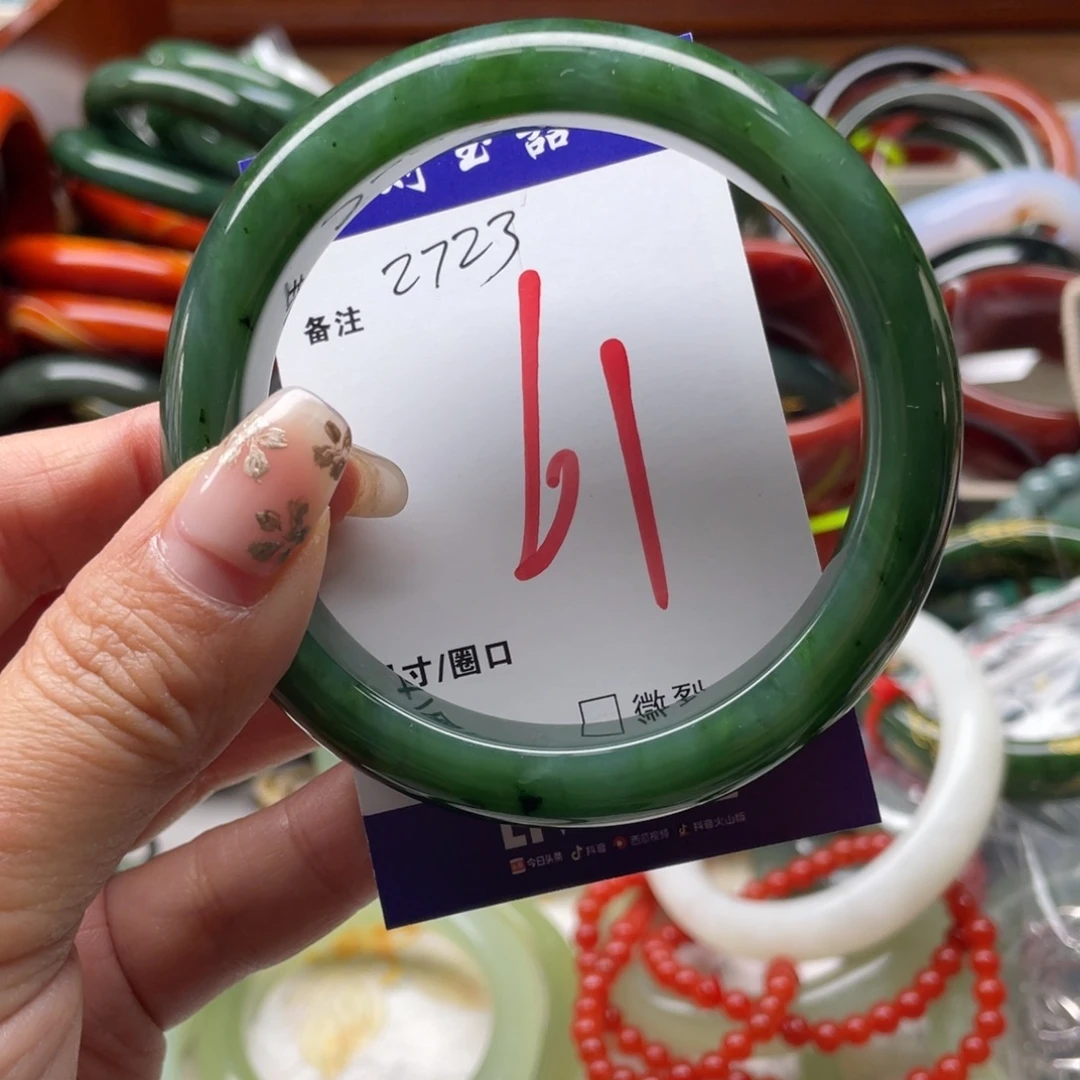 玉器
2723
备注
61
寸/圈口
□ 微裂
今日头条 抖音 西瓜视频 抖音火山版